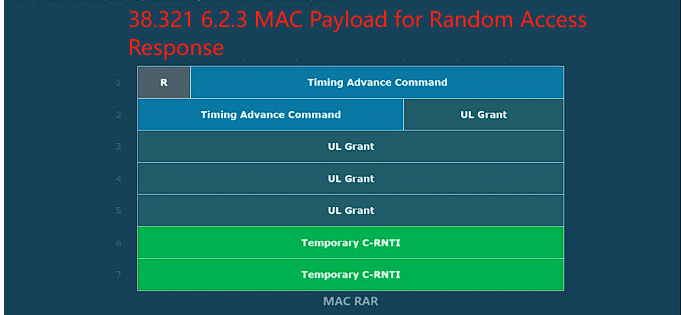 38.321 6.2.3 MAC Payload for Random Access
Response
1 R Timing Advance Command
2 Timing Advance Command UL Grant
3 UL Grant
4 UL Grant
5 UL Grant
6 Temporary C-RNTI
7 Temporary C-RNTI
MAC RAR